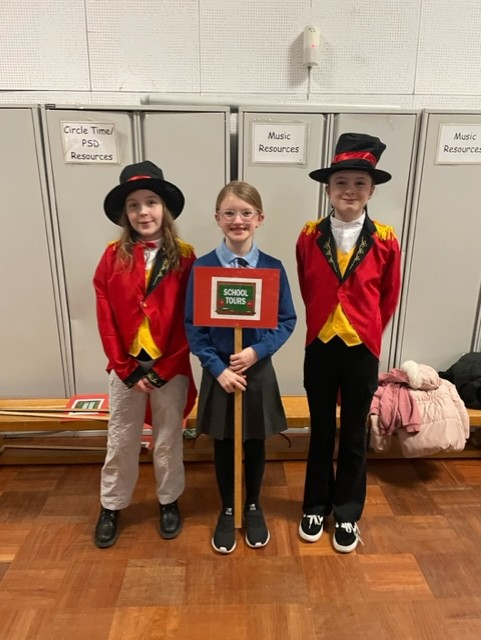 Circle Time/
PSD
Resources
Music
Resources
Music
Resources
SCHOOL
TOURS